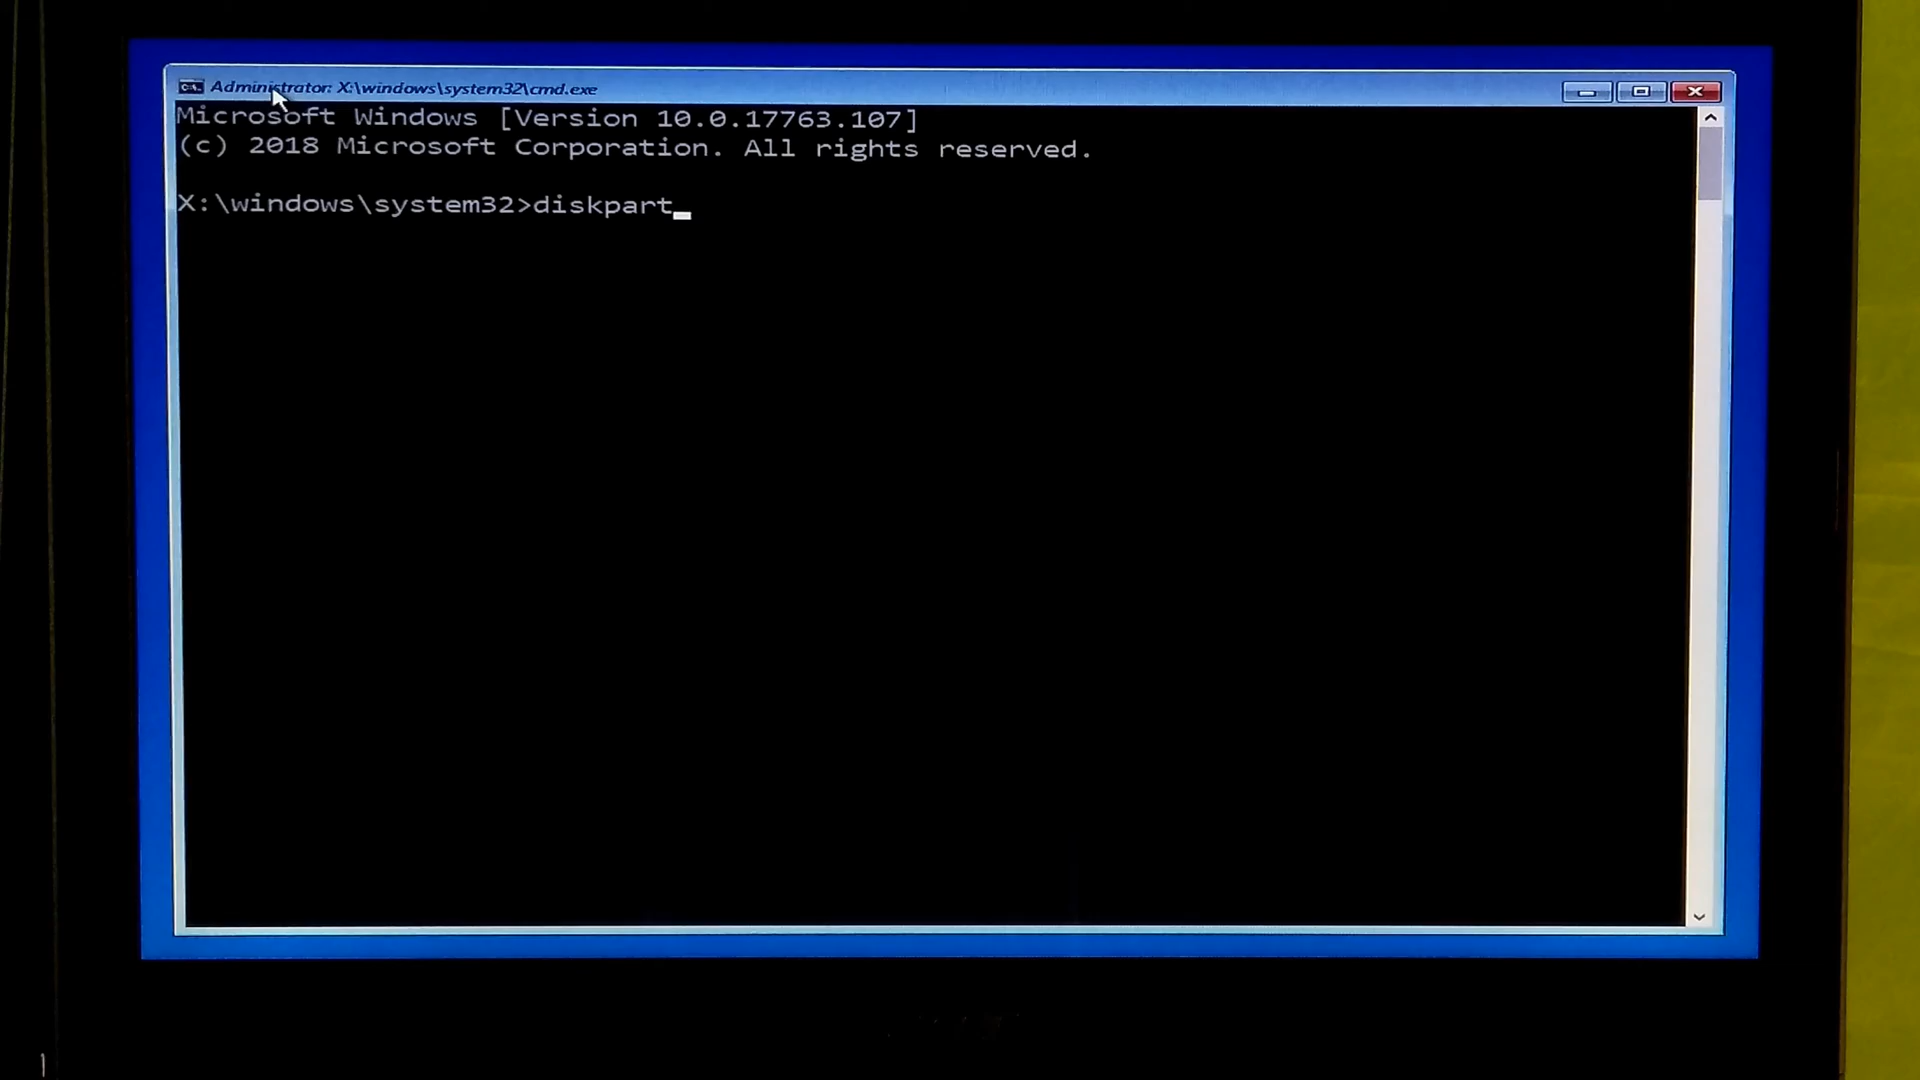 Administrator: X:\windows\system32\cmd.exe
Microsoft Windows [Version 10.0.17763.107]
(c) 2018 Microsoft Corporation. All rights reserved.
X:\windows\system32>diskpart_